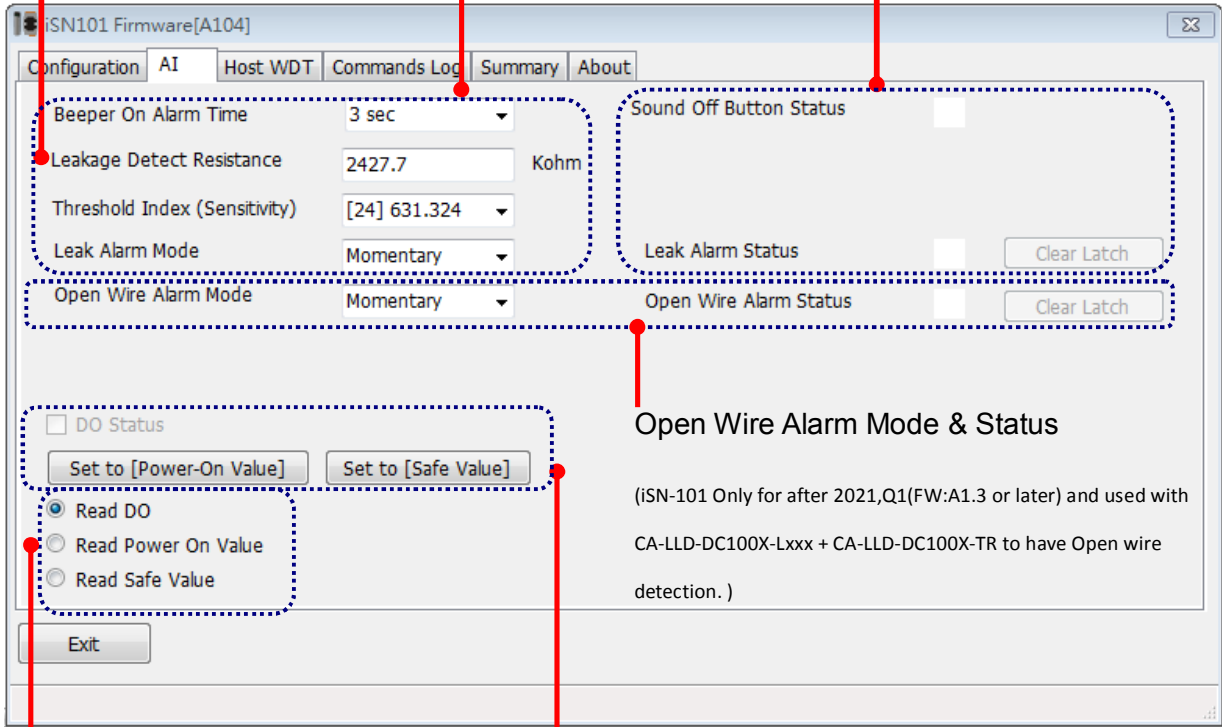 iSN101 Firmware[A104]
Configuration AI Host WDT Commands Log Summary About
Beeper On Alarm Time 3 sec Sound Off Button Status
Leakage Detect Resistance 2427.7 Kohm
Threshold Index (Sensitivity) [24] 631.324
Leak Alarm Mode Momentary Leak Alarm Status Clear Latch
Open Wire Alarm Mode Momentary Open Wire Alarm Status Clear Latch
DO Status
Open Wire Alarm Mode & Status
Set to [Power-On Value] Set to [Safe Value]
(iSN-101 Only for after 2021,Q1(FW:A1.3 or later) and used with
Read DO
CA-LLD-DC100X-Lxxx + CA-LLD-DC100X-TR to have Open wire
Read Power On Value
detection. )
Read Safe Value
Exit